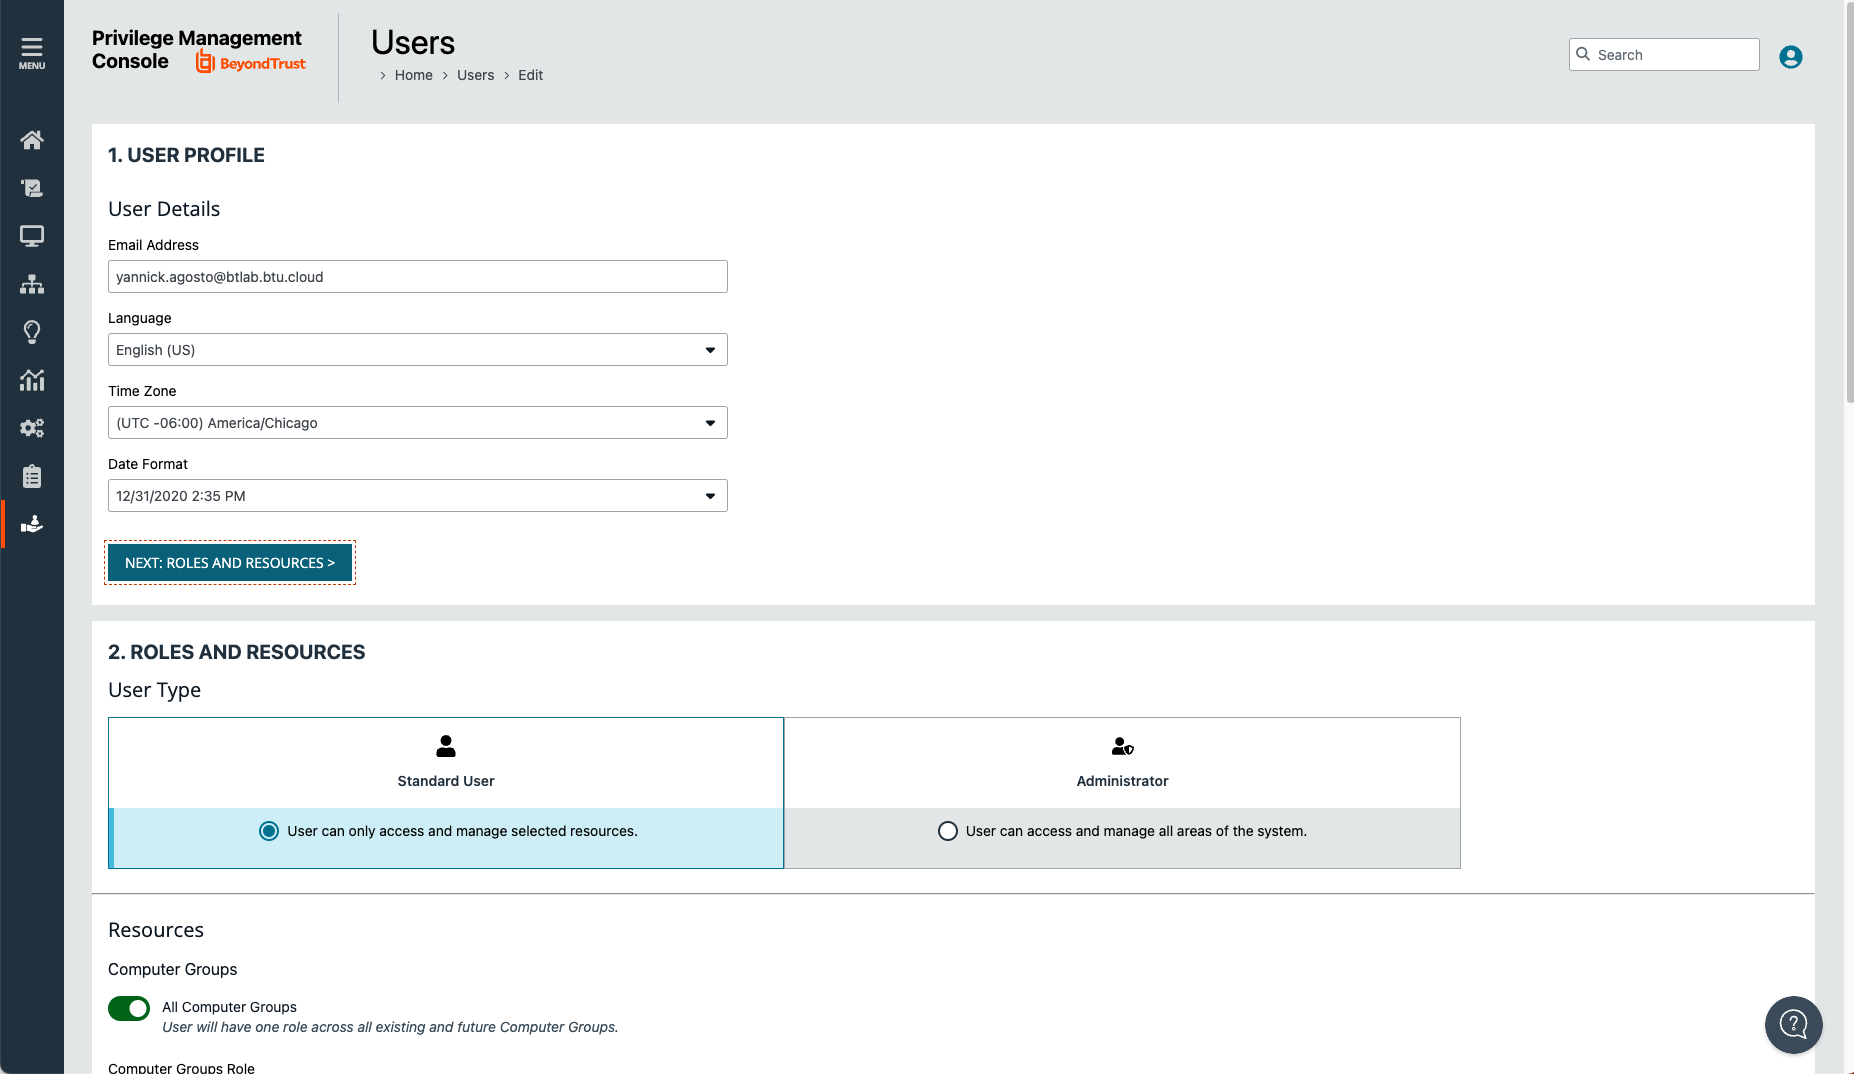 MENU
Privilege Management
Console
BeyondTrust
Users
> Home > Users > Edit
Search
1. USER PROFILE
User Details
Email Address
yannick.agosto@btlab.btu.cloud
Language
English (US)
Time Zone
(UTC -06:00) America/Chicago
Date Format
12/31/2020 2:35 PM
NEXT: ROLES AND RESOURCES >
2. ROLES AND RESOURCES
User Type
Standard User
User can only access and manage selected resources.
Administrator
User can access and manage all areas of the system.
Resources
Computer Groups
All Computer Groups
User will have one role across all existing and future Computer Groups.
Computer Groups Role